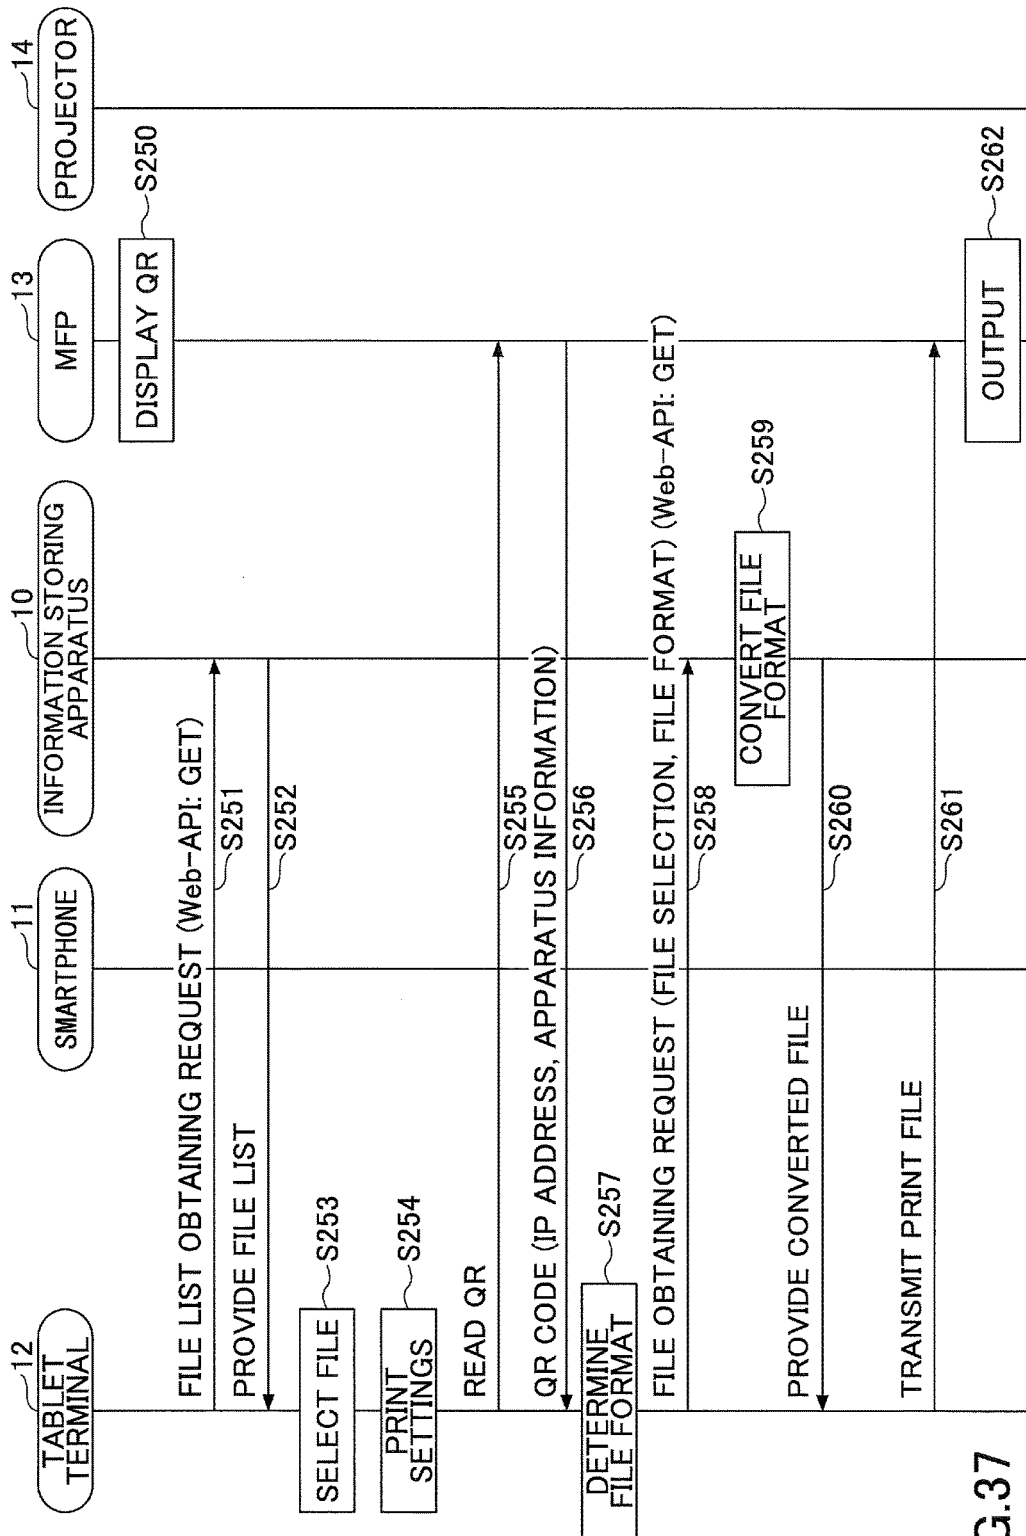 12
TABLET
TERMINAL
11
SMARTPHONE
10
INFORMATION STORING
APPARATUS
13
MFP
14
PROJECTOR
DISPLAY QR
S250
FILE LIST OBTAINING REQUEST (Web-API: GET)
S251
PROVIDE FILE LIST
S252
SELECT FILE
S253
PRINT
SETTINGS
S254
READ QR
S255
QR CODE (IP ADDRESS, APPARATUS INFORMATION)
S256
DETERMINE
FILE FORMAT
S257
FILE OBTAINING REQUEST (FILE SELECTION, FILE FORMAT) (Web-API: GET)
S258
CONVERT FILE
FORMAT
S259
PROVIDE CONVERTED FILE
S260
TRANSMIT PRINT FILE
S261
OUTPUT
S262
G.37